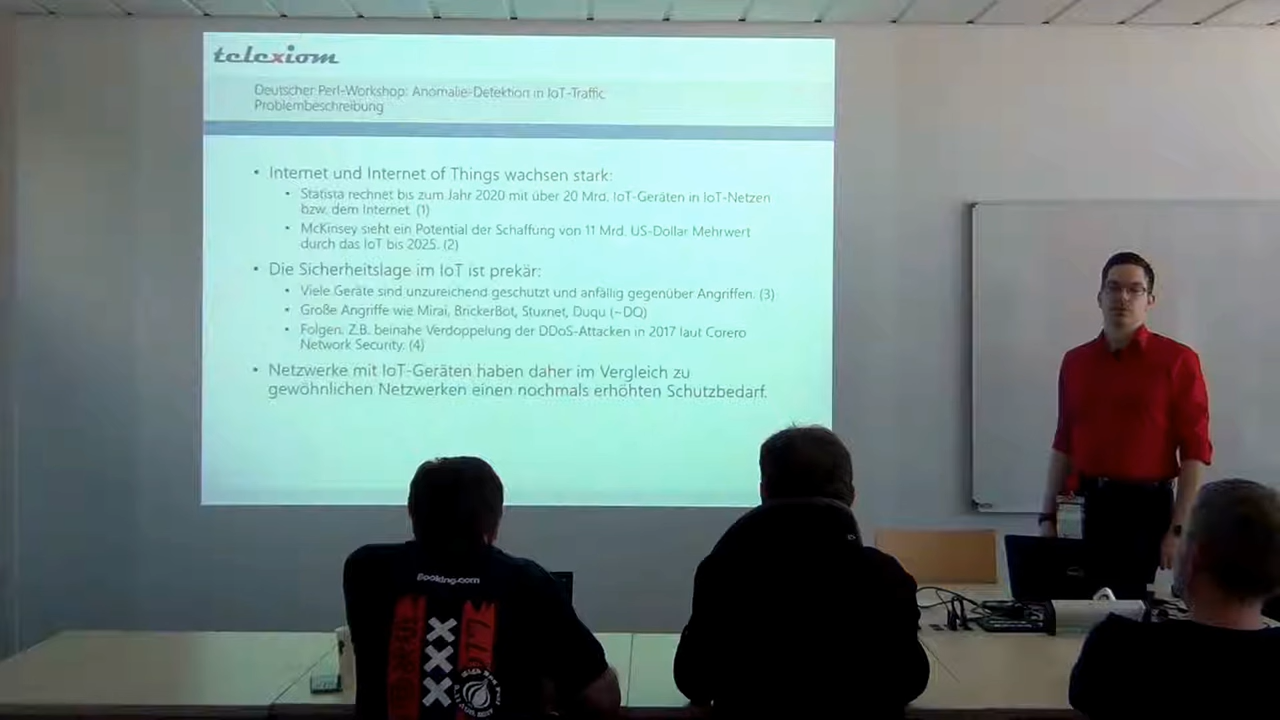 telexiom
Deutscher Perl-Workshop: Anomalie-Detektion in IoT-Traffic
Problembeschreibung
• Internet und Internet of Things wachsen stark:
• Statista rechnet bis zum Jahr 2020 mit über 20 Mrd. IoT-Geräten in IoT-Netzen
bzw. dem Internet. (1)
• McKinsey sieht ein Potential der Schaffung von 11 Mrd. US-Dollar Mehrwert
durch das IoT bis 2025. (2)
• Die Sicherheitslage im IoT ist prekär:
• Viele Geräte sind unzureichend geschützt und anfällig gegenüber Angriffen. (3)
• Große Angriffe wie Mirai, BrickerBot, Stuxnet, Duqu (~DQ)
• Folgen. Z.B. beinahe Verdoppelung der DDoS-Attacken in 2017 laut Corero
Network Security. (4)
• Netzwerke mit IoT-Geräten haben daher im Vergleich zu
gewöhnlichen Netzwerken einen nochmals erhöhten Schutzbedarf.
Booking.com